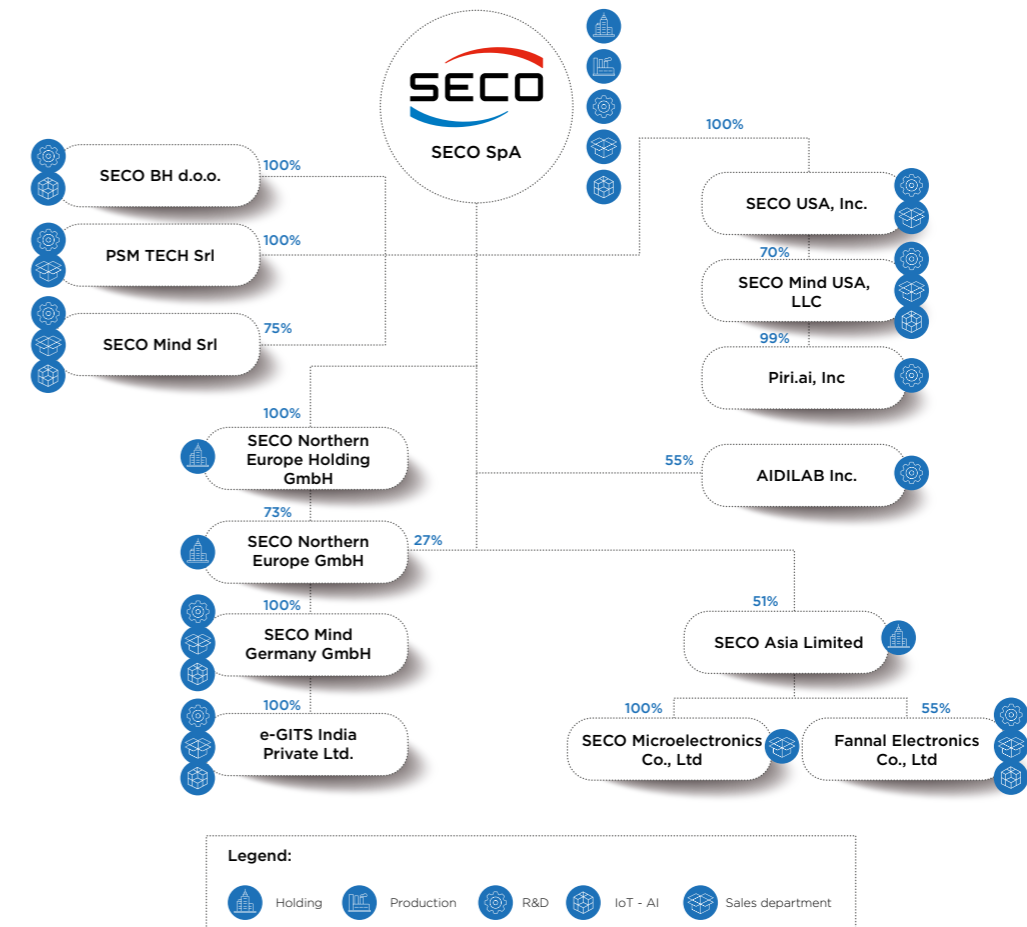 SECO
SECO SpA
100%
SECO BH d.o.o.
100%
PSM TECH Srl
100%
SECO Mind Srl
75%
SECO USA, Inc.
70%
SECO Mind USA,
LLC
99%
Piri.ai, Inc
100%
SECO Northern
Europe Holding
GmbH
55%
AIDILAB Inc.
73%
SECO Northern
Europe GmbH
27%
100%
SECO Mind
Germany GmbH
51%
SECO Asia Limited
100%
e-GITS India
Private Ltd.
100%
SECO Microelectronics
Co., Ltd
55%
Fannal Electronics
Co., Ltd
Legend:
Holding
Production
R&D
IoT - AI
Sales department